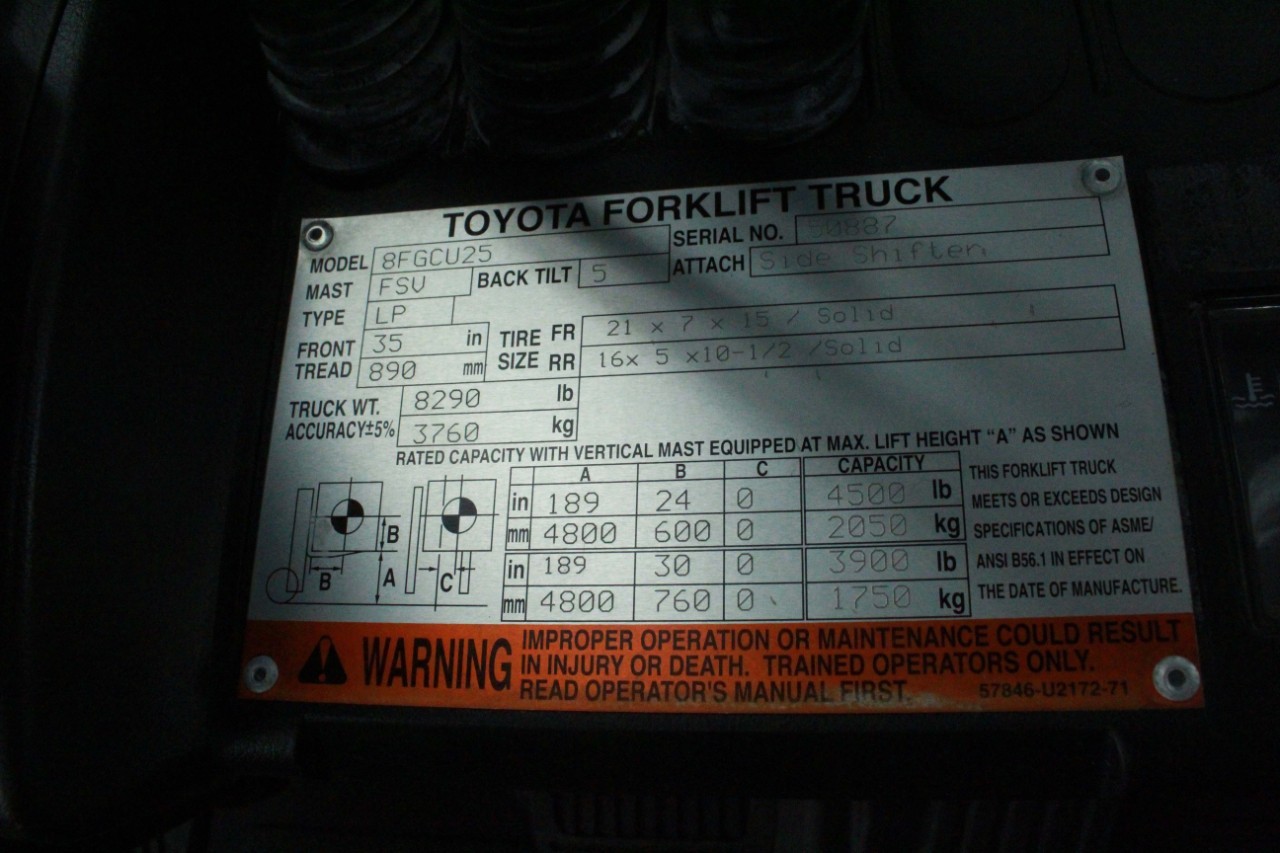 TOYOTA FORKLIFT TRUCK
MODEL 8FGCU25 SERIAL NO.
MAST FSV BACK TILT 5 ATTACH Side Shifter
TYPE LP
FRONT TREAD 35 in TIRE SIZE FR 21 x 7 x 15 / Solid
890 mm RR 16x 5 x10-1/2 /Solid
TRUCK WT. 8290 lb
ACCURACY±5% 3760 kg
RATED CAPACITY WITH VERTICAL MAST EQUIPPED AT MAX. LIFT HEIGHT "A" AS SHOWN
A B C CAPACITY
in 189 24 0 4500 lb
mm 4800 600 0 2050 kg
in 189 30 0 3900 lb
mm 4800 760 0 1750 kg
B
B A C
THIS FORKLIFT TRUCK
MEETS OR EXCEEDS DESIGN
SPECIFICATIONS OF ASME/
ANSI B56.1 IN EFFECT ON
THE DATE OF MANUFACTURE.
WARNING
IMPROPER OPERATION OR MAINTENANCE COULD RESULT
IN INJURY OR DEATH. TRAINED OPERATORS ONLY.
READ OPERATOR'S MANUAL FIRST.
57846-U2172-71